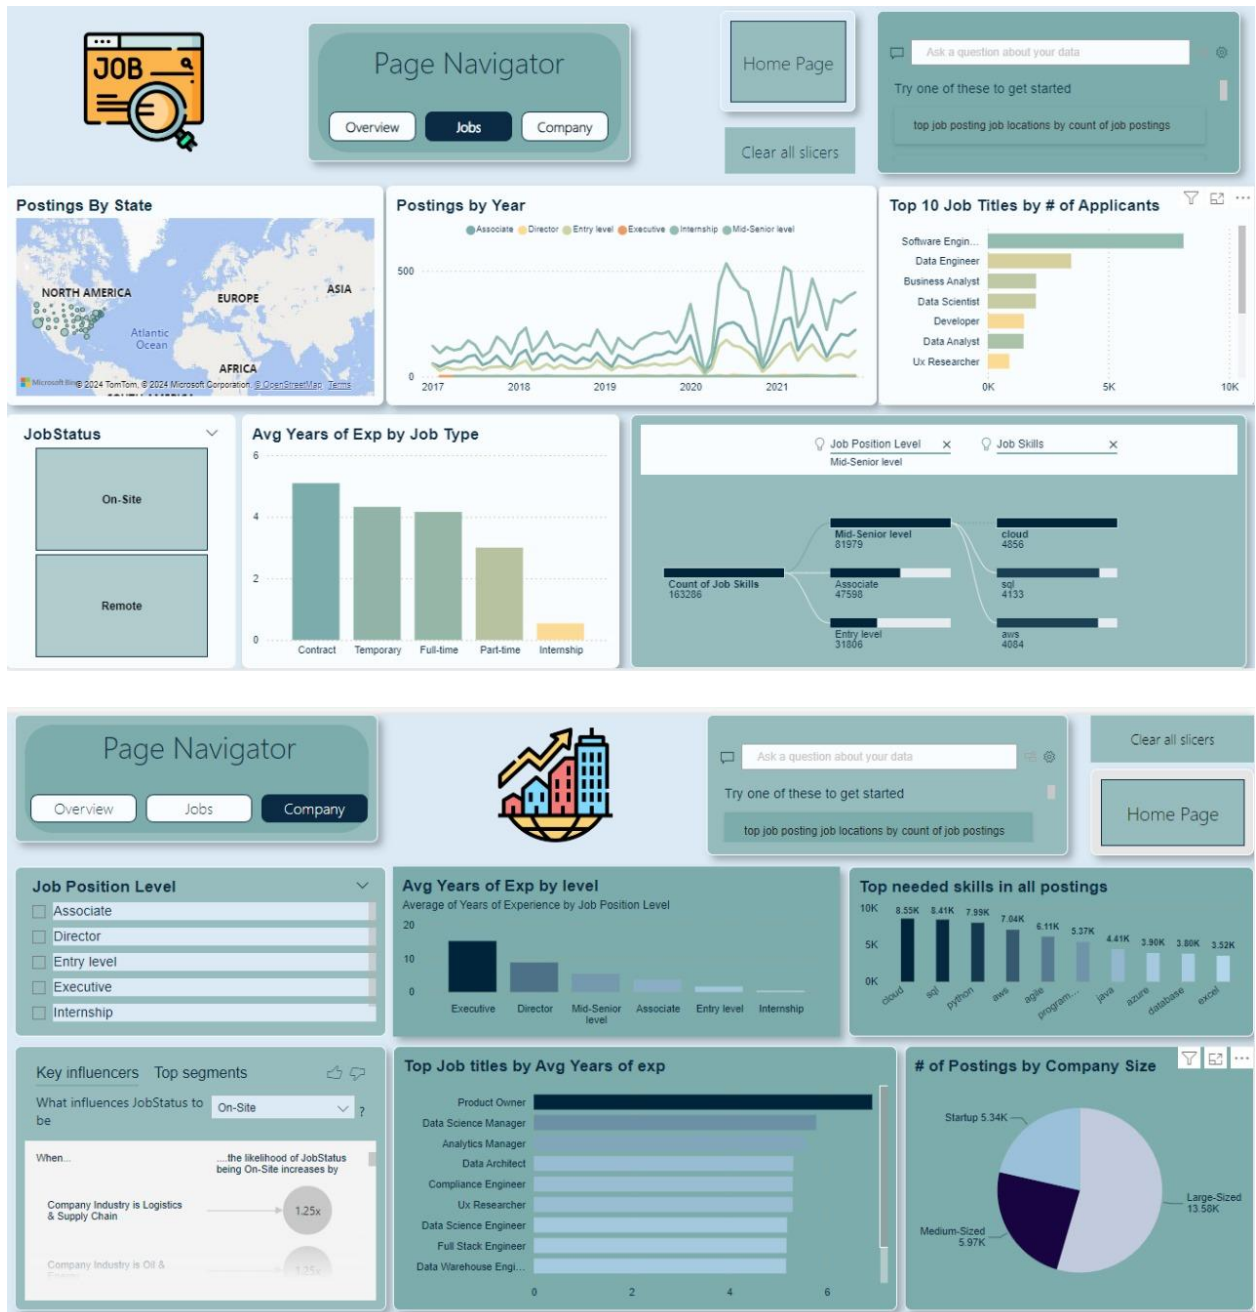 JOB
Page Navigator
Overview
Jobs
Company
Home Page
Clear all slicers
Ask a question about your data
Try one of these to get started
top job posting job locations by count of job postings
Postings By State
NORTH AMERICA
EUROPE
ASIA
Atlantic
Ocean
AFRICA
© 2024 TomTom, © 2024 Microsoft Corporation, © OpenStreetMap Terms
Postings by Year
Associate Director Entry level Executive Internship Mid-Senior level
500
0
2017 2018 2019 2020 2021
Top 10 Job Titles by # of Applicants
Software Engin...
Data Engineer
Business Analyst
Data Scientist
Developer
Data Analyst
Ux Researcher
0K 5K 10K
JobStatus
On-Site
Remote
Avg Years of Exp by Job Type
6
4
2
0
Contract Temporary Full-time Part-time Internship
Job Position Level × Job Skills ×
Mid-Senior level
Count of Job Skills
163286
Mid-Senior level
81979
Associate
47598
Entry level
31806
cloud
4856
sql
4133
aws
4084
Page Navigator
Overview
Jobs
Company
Ask a question about your data
Try one of these to get started
top job posting job locations by count of job postings
Clear all slicers
Home Page
Job Position Level
Associate
Director
Entry level
Executive
Internship
Avg Years of Exp by level
Average of Years of Experience by Job Position Level
20
10
0
Executive Director Mid-Senior level Associate Entry level Internship
Top needed skills in all postings
10K
5K
0K
8.55K 8.41K 7.99K 7.04K 6.11K 5.37K 4.41K 3.90K 3.80K 3.52K
cloud sql python aws agile program... java azure database excel
Key influencers Top segments
What influences JobStatus to
be
On-Site
?
When...
....the likelihood of JobStatus
being On-Site increases by
Company Industry is Logistics
& Supply Chain
1.25x
Company Industry is Oil &
1.25x
Top Job titles by Avg Years of exp
Product Owner
Data Science Manager
Analytics Manager
Data Architect
Compliance Engineer
Ux Researcher
Data Science Engineer
Full Stack Engineer
Data Warehouse Engi...
0 2 4 6
# of Postings by Company Size
Startup 5.34K
Large-Sized
13.58K
Medium-Sized
5.97K